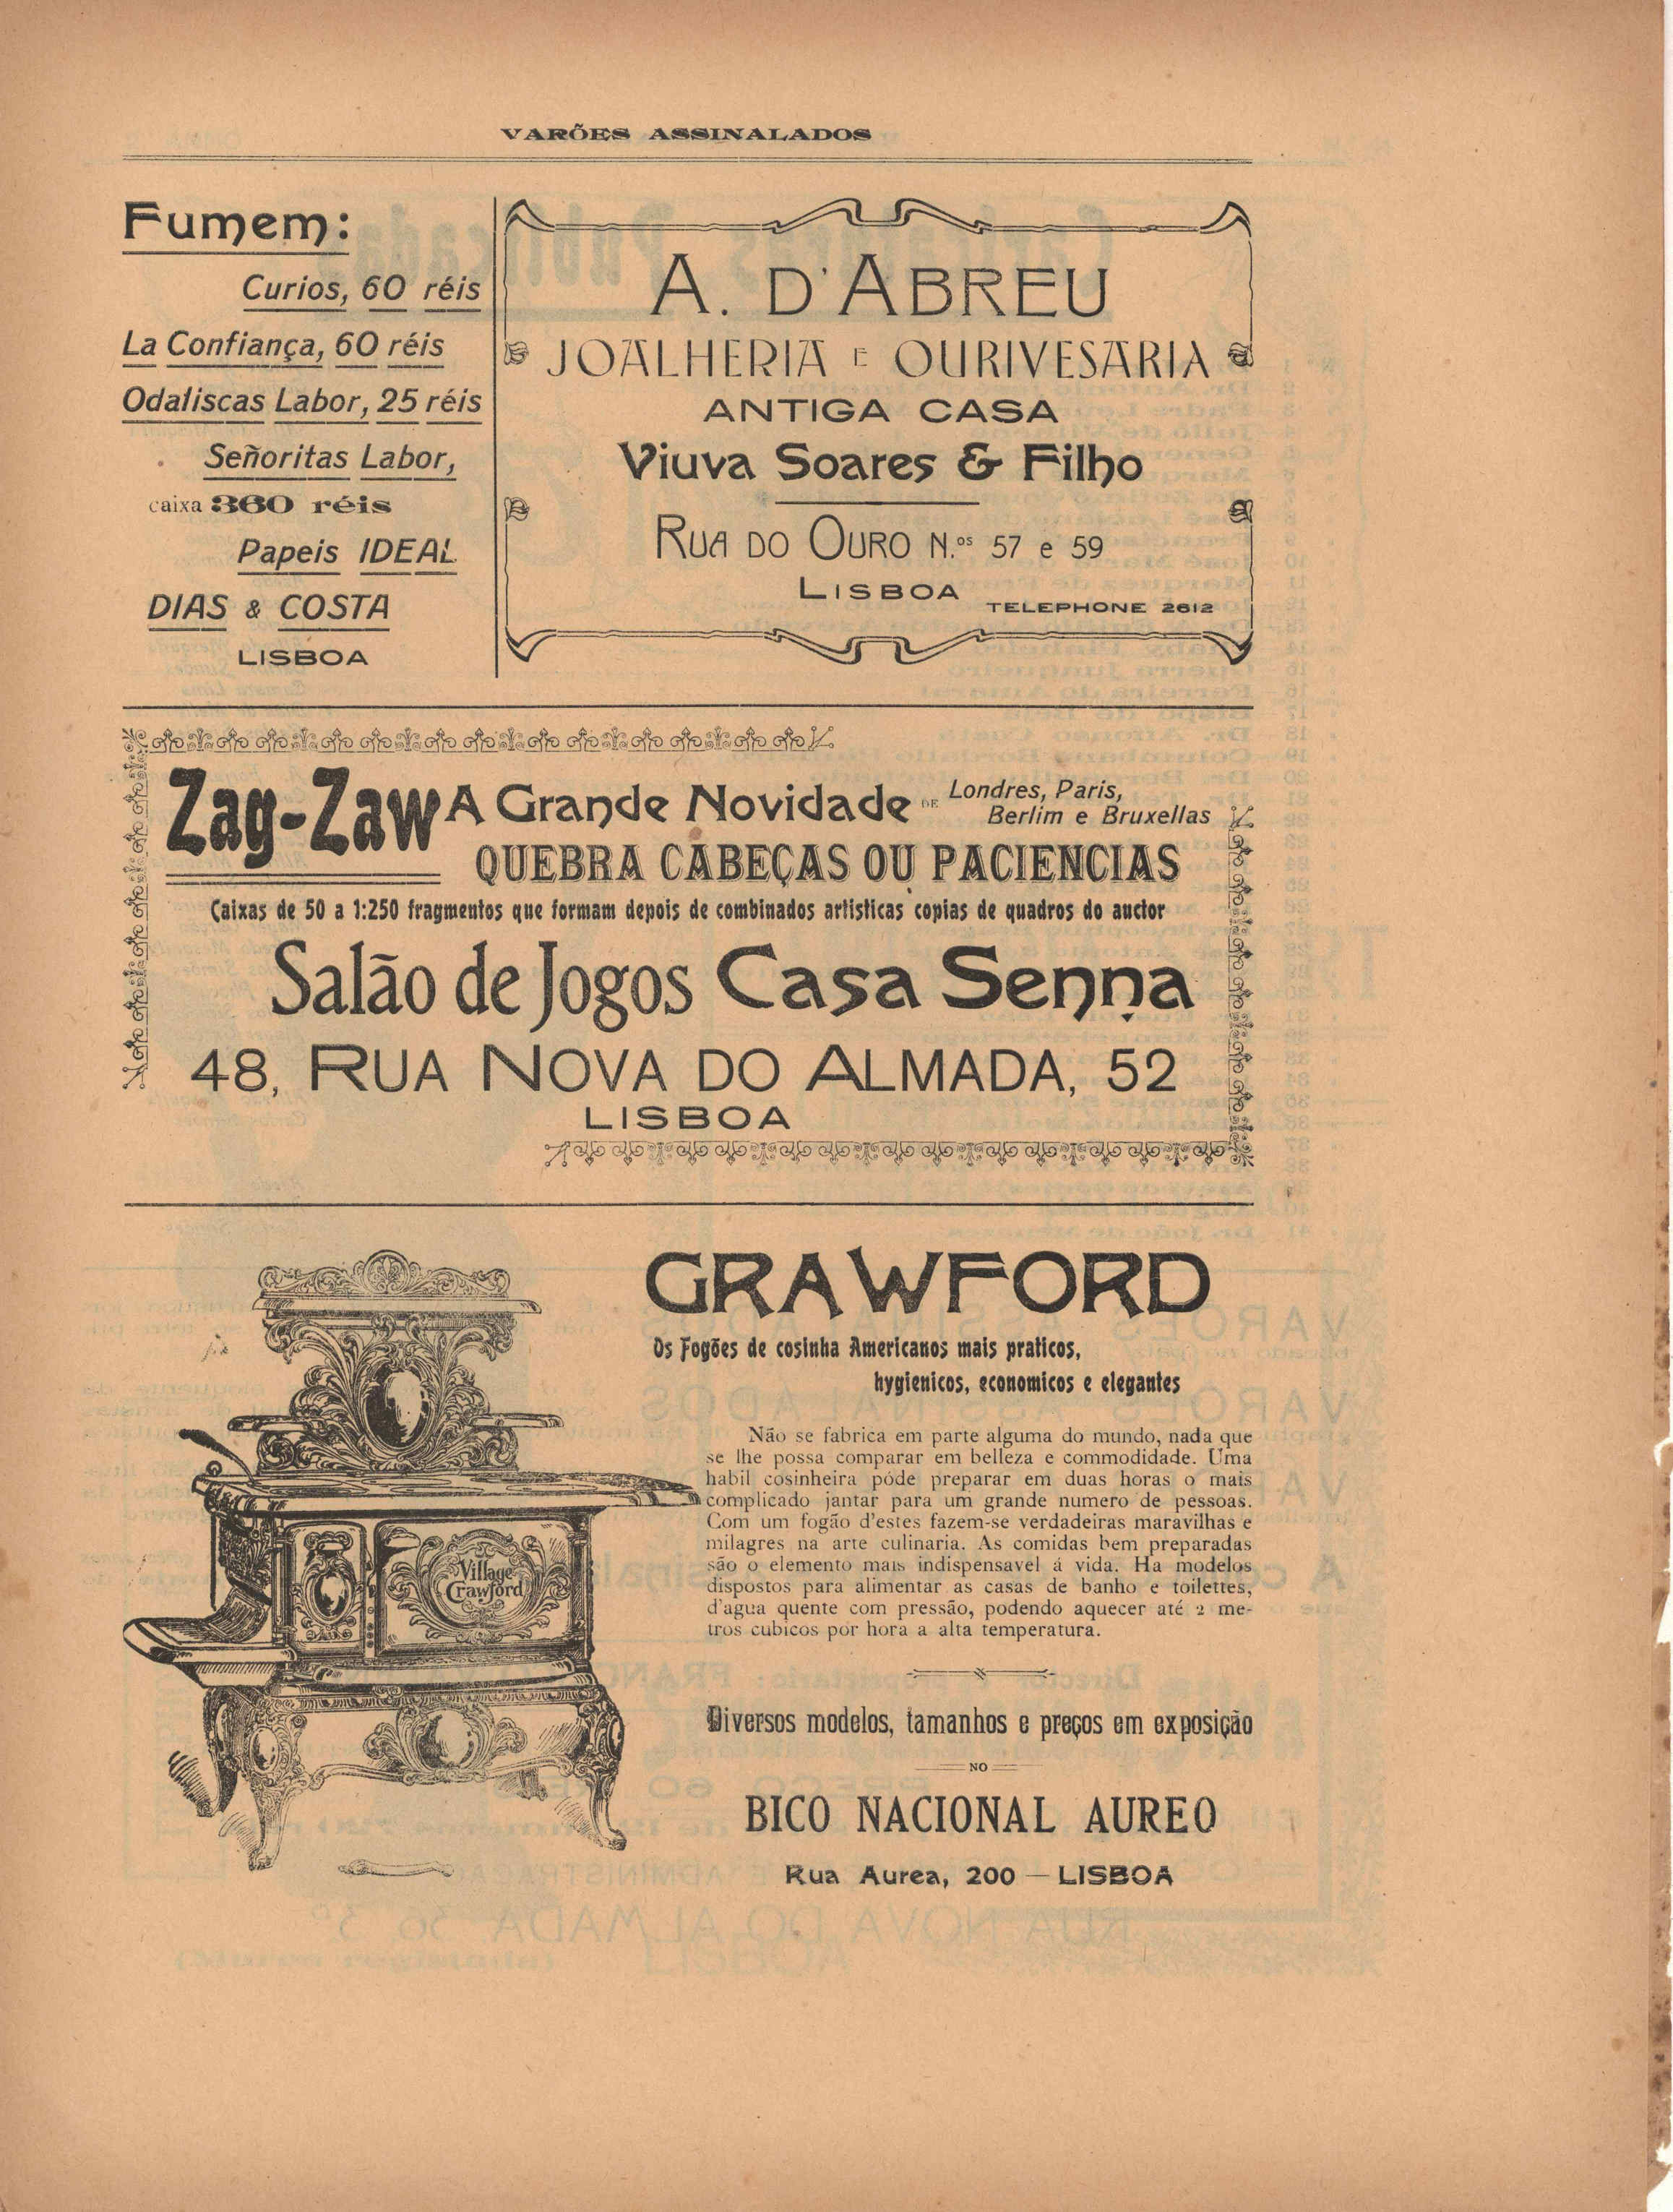 VARÕES ASSINALADOS
Fumem:
Curios, 60 réis
La Confiança, 60 réis
Odaliscas Labor, 25 réis
Señoritas Labor,
caixa 360 réis
Papeis IDEAL
DIAS & COSTA
LISBOA
A. D'ABREU
JOALHERIA E OURIVESARIA
ANTIGA CASA
Viuva Soares & Filho
RUA DO OURO N.os 57 e 59
LISBOA
TELEPHONE 2612
Zag-Zaw A Grande Novidade DE Londres, Paris,
Berlim e Bruxellas
QUEBRA CABEÇAS OU PACIENCIAS
Caixas de 50 a 1:250 fragmentos que formam depois de combinados artisticas copias de quadros do auctor
Salão de Jogos Casa Senna
48, RUA NOVA DO ALMADA, 52
LISBOA
GRAWFORD
Os Fogões de cosinha Americanos mais praticos,
hygienicos, economicos e elegantes
Não se fabrica em parte alguma do mundo, nada que
se lhe possa comparar em belleza e commodidade. Uma
habil cosinheira póde preparar em duas horas o mais
complicado jantar para um grande numero de pessoas.
Com um fogão d'estes fazem-se verdadeiras maravilhas e
milagres na arte culinaria. As comidas bem preparadas
são o elemento mais indispensavel á vida. Ha modelos
dispostos para alimentar as casas de banho e toilettes,
d'agua quente com pressão, podendo aquecer até 2 me-
tros cubicos por hora a alta temperatura.
Village
Crawford
Diversos modelos, tamanhos e preços em exposição
NO
BICO NACIONAL AUREO
Rua Aurea, 200 — LISBOA